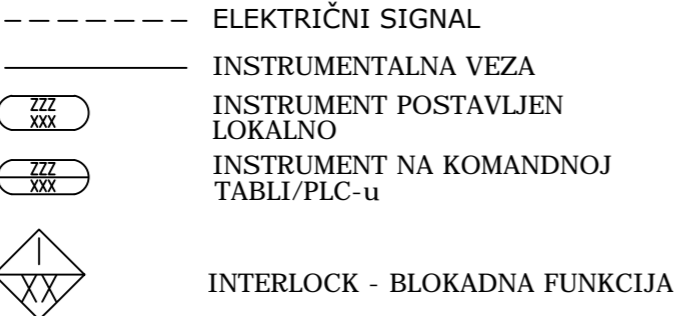 ELEKTRIČNI SIGNAL
INSTRUMENTALNA VEZA
ZZZ
XXX
INSTRUMENT POSTAVLJEN
LOKALNO
ZZZ
XXX
INSTRUMENT NA KOMANDNOJ
TABLI/PLC-u
I
XX
INTERLOCK - BLOKADNA FUNKCIJA